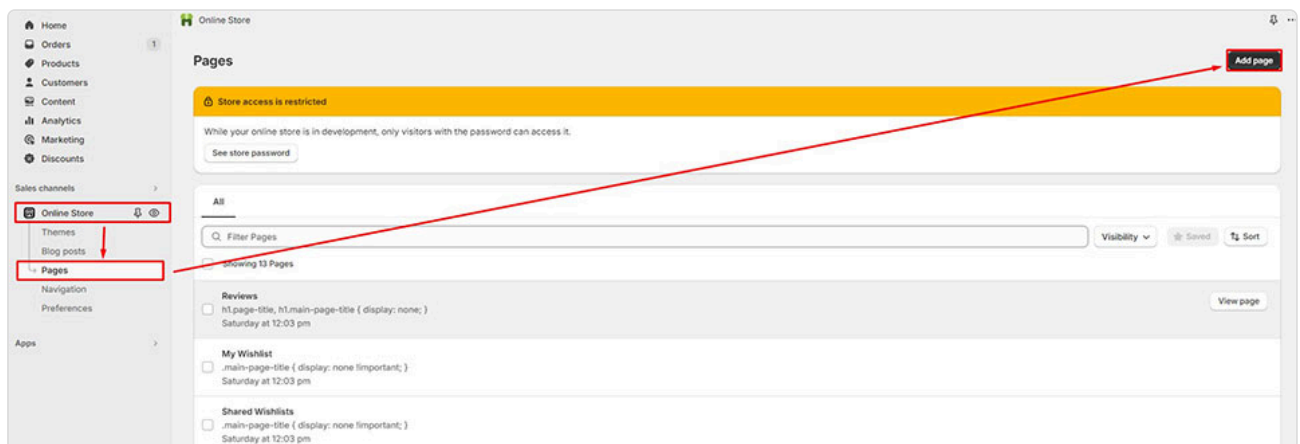 Home
Orders 1
Products
Customers
Content
Analytics
Marketing
Discounts
Sales channels
Online Store
Themes
Blog posts
Pages
Navigation
Preferences
Apps
Online Store
Pages
Add page
Store access is restricted
While your online store is in development, only visitors with the password can access it.
See store password
All
Filter Pages
Visibility
Saved
Sort
Showing 13 Pages
Reviews
h1.page-title, h1.main-page-title { display: none; }
Saturday at 12:03 pm
View page
My Wishlist
.main-page-title { display: none !important; }
Saturday at 12:03 pm
Shared Wishlists
.main-page-title { display: none !important; }
Saturday at 12:03 pm